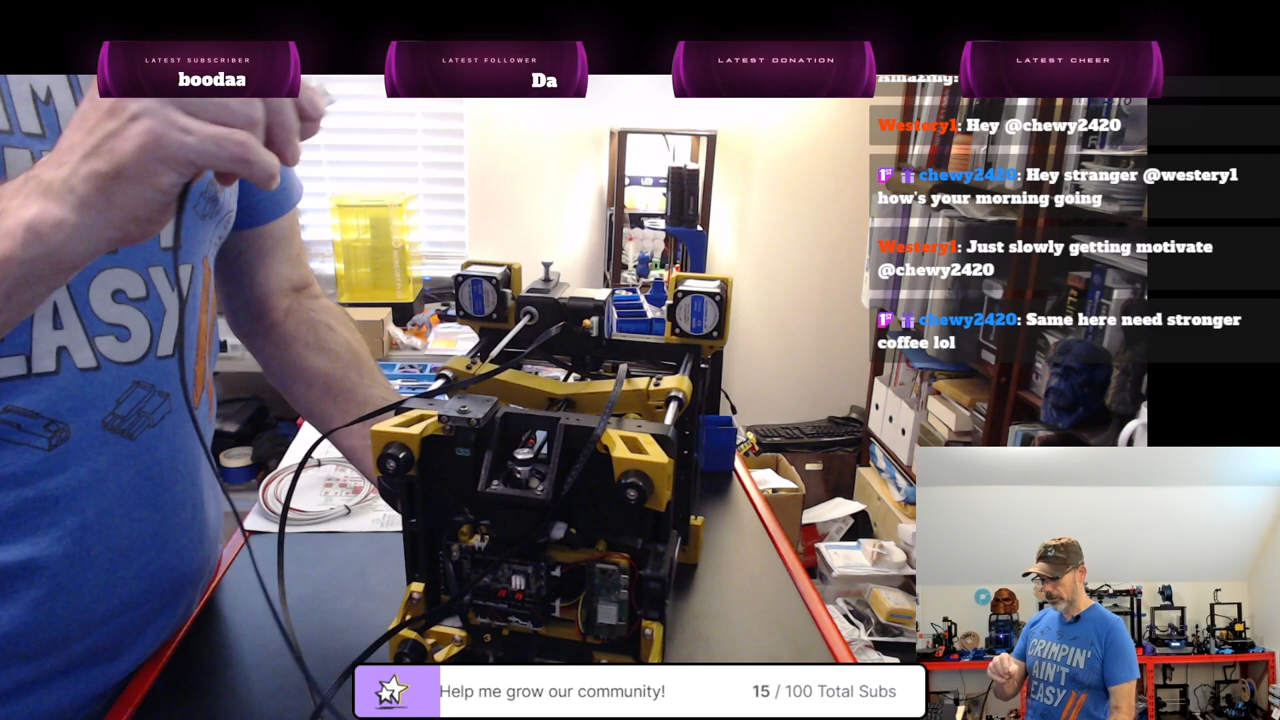 LATEST SUBSCRIBER
boodaa
LATEST FOLLOWER
Da
LATEST DONATION
LATEST CHEER
Westery1: Hey @chewy2420
chewy2420: Hey stranger @westery1
how's your morning going
Westery1: Just slowly getting motivate
@chewy2420
chewy2420: Same here need stronger
coffee lol
EASY
CRIMPIN'
AIN'T
EASY
Help me grow our community!
15 / 100 Total Subs